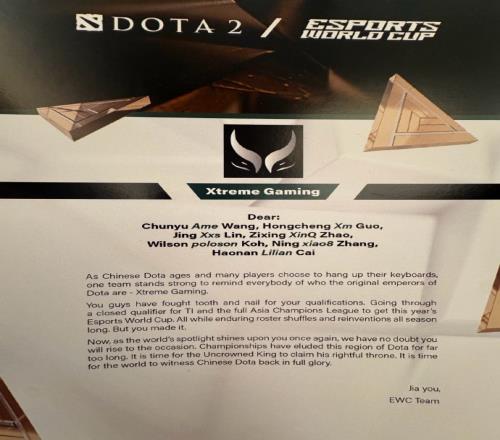 DOTA 2 / ESPORTS
WORLD CUP
Xtreme Gaming
Dear:
Chunyu Ame Wang, Hongcheng Xm Guo,
Jing Xxs Lin, Zixing XinQ Zhao,
Wilson poloson Koh, Ning xiao8 Zhang,
Haonan Lilian Cai
As Chinese Dota ages and many players choose to hang up their keyboards,
one team stands strong to remind everybody of who the original emperors of
Dota are - Xtreme Gaming.
You guys have fought tooth and nail for your qualifications. Going through
a closed qualifier for TI and the full Asia Champions League to get this year's
Esports World Cup. All while enduring roster shuffles and reinventions all season
long. But you made it.
Now, as the world's spotlight shines upon you once again, we have no doubt you
will rise to the occasion. Championships have eluded this region of Dota for far
too long. It is time for the Uncrowned King to claim his rightful throne. It is time
for the world to witness Chinese Dota back in full glory.
Jia you,
EWC Team